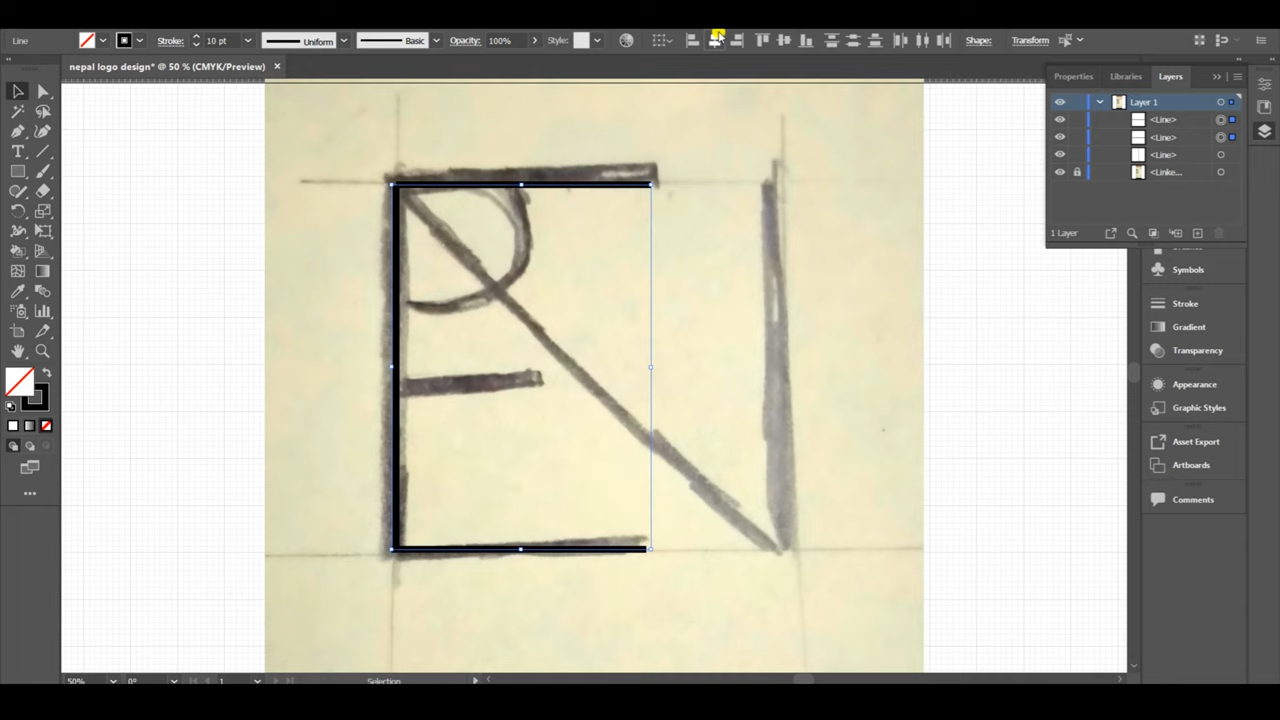 Line
Stroke: 10 pt Uniform Basic Opacity: 100% Style: Shape: Transform
nepal logo design* @ 50 % (CMYK/Preview) ×
Properties Libraries Layers
Layer 1
<Line>
<Line>
<Line>
<Linke...
1 Layer
Symbols
Stroke
Gradient
Transparency
Appearance
Graphic Styles
Asset Export
Artboards
Comments
50% 0° 1 Selection